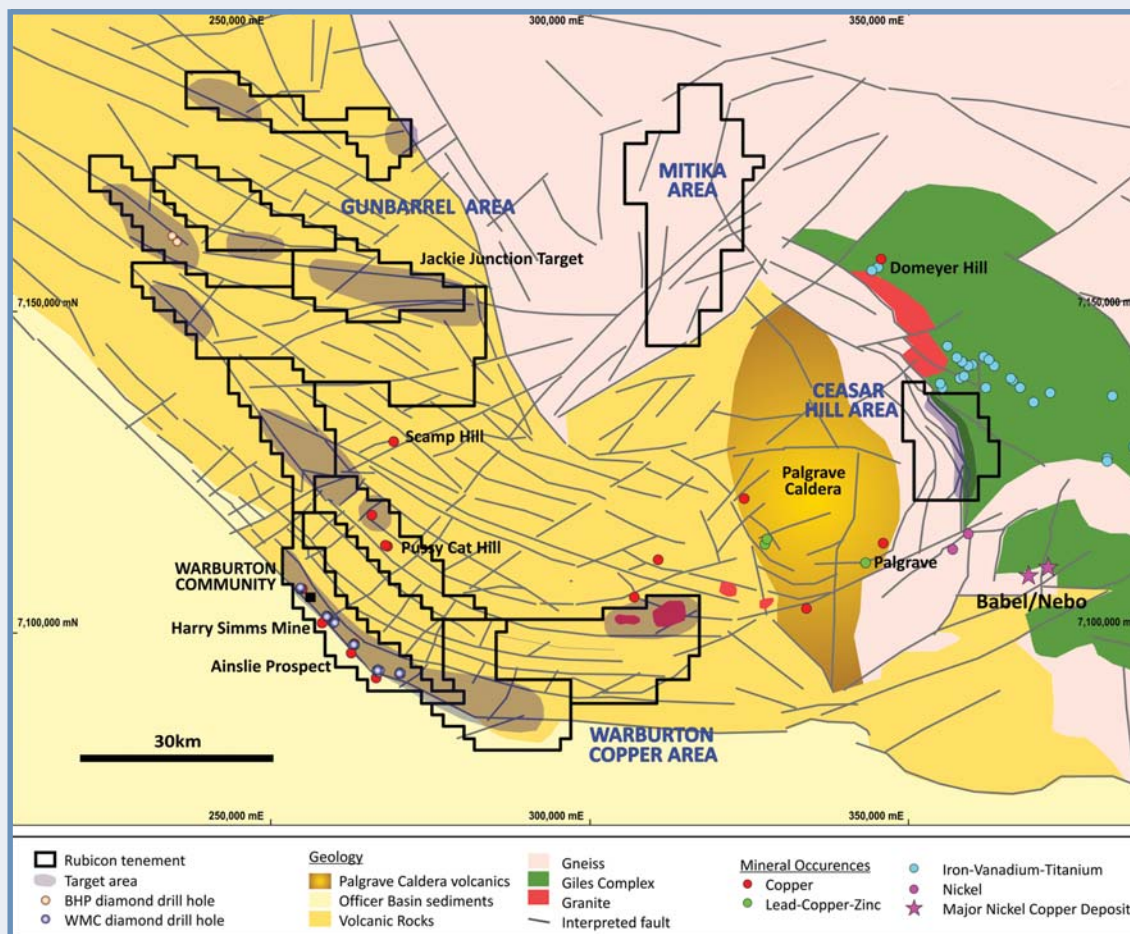 250,000 mE
300,000 mE
350,000 mE
MITIKA
AREA
GUNBARREL AREA
Jackie Junction Target
Domeyer Hill
7,150,000 mN
7,150,000 mN
CEASAR
HILL AREA
Scamp Hill
Palgrave
Caldera
Pussy Cat Hill
Palgrave
WARBURTON
COMMUNITY
Babel/Nebo
Harry Simms Mine
7,100,000 mN
7,100,000 mN
Ainslie Prospect
30km
WARBURTON
COPPER AREA
250,000 mE
300,000 mE
350,000 mE
Rubicon tenement
Target area
BHP diamond drill hole
WMC diamond drill hole
Geology
Palgrave Caldera volcanics
Officer Basin sediments
Volcanic Rocks
Gneiss
Giles Complex
Granite
Interpreted fault
Mineral Occurences
Copper
Lead-Copper-Zinc
Iron-Vanadium-Titanium
Nickel
Major Nickel Copper Deposit